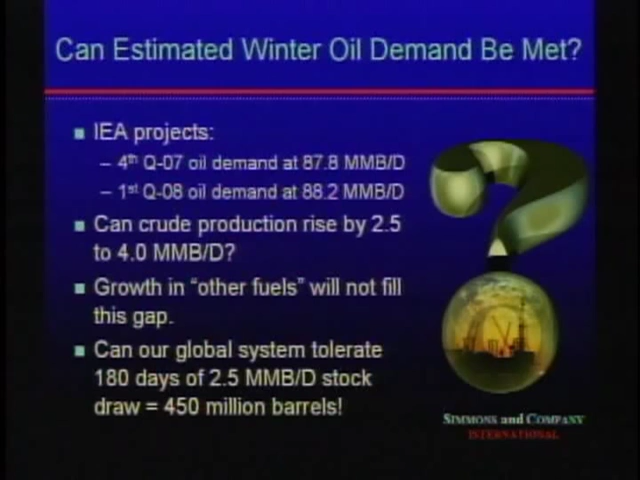 Can Estimated Winter Oil Demand Be Met?
■ IEA projects:
– 4th Q-07 oil demand at 87.8 MMB/D
– 1st Q-08 oil demand at 88.2 MMB/D
■ Can crude production rise by 2.5
to 4.0 MMB/D?
■ Growth in “other fuels” will not fill
this gap.
■ Can our global system tolerate
180 days of 2.5 MMB/D stock
draw = 450 million barrels!
SIMMONS and COMPANY
INTERNATIONAL